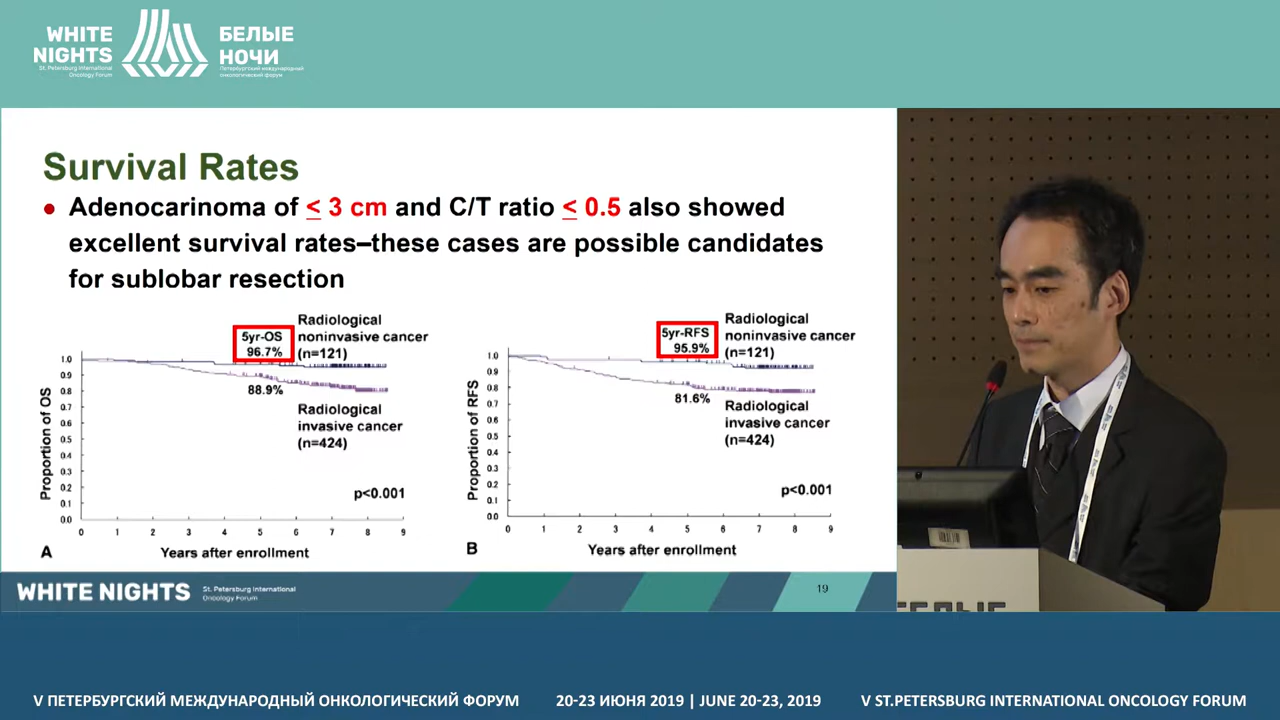 WHITE
NIGHTS
St. Petersburg International
Oncology Forum
БЕЛЫЕ
НОЧИ
Петербургский международный
онкологический форум
Survival Rates
• Adenocarinoma of ≤ 3 cm and C/T ratio ≤ 0.5 also showed
excellent survival rates–these cases are possible candidates
for sublobar resection
5yr-OS
96.7%
Radiological
noninvasive cancer
(n=121)
88.9%
Radiological
invasive cancer
(n=424)
p<0.001
Proportion of OS
1.0
0.9
0.8
0.7
0.6
0.5
0.4
0.3
0.2
0.1
0.0
0 1 2 3 4 5 6 7 8 9
Years after enrollment
A
5yr-RFS
95.9%
Radiological
noninvasive cancer
(n=121)
81.6%
Radiological
invasive cancer
(n=424)
p<0.001
Proportion of RFS
1.0
0.9
0.8
0.7
0.6
0.5
0.4
0.3
0.2
0.1
0.0
0 1 2 3 4 5 6 7 8 9
Years after enrollment
B
WHITE NIGHTS
St. Petersburg International
Oncology Forum
19
БЕЛЫЕ
V ПЕТЕРБУРГСКИЙ МЕЖДУНАРОДНЫЙ ОНКОЛОГИЧЕСКИЙ ФОРУМ
20-23 ИЮНЯ 2019 | JUNE 20-23, 2019
V ST.PETERSBURG INTERNATIONAL ONCOLOGY FORUM